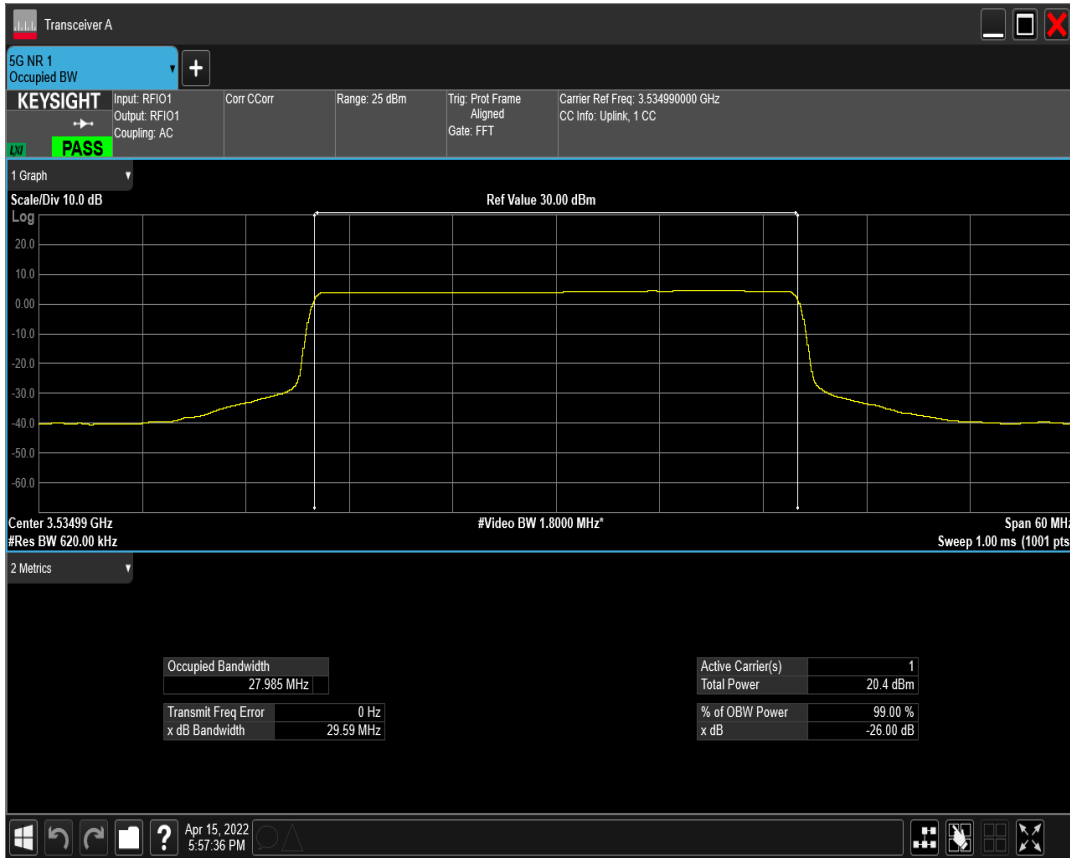 Transceiver A
5G NR 1
Occupied BW
KEYSIGHT
LXI
PASS
Input: RFIO1
Output: RFIO1
Coupling: AC
Corr CCorr
Range: 25 dBm
Trig: Prot Frame
Aligned
Gate: FFT
Carrier Ref Freq: 3.534990000 GHz
CC Info: Uplink, 1 CC
1 Graph
Scale/Div 10.0 dB
Ref Value 30.00 dBm
Log
20.0
10.0
0.00
-10.0
-20.0
-30.0
-40.0
-50.0
-60.0
Center 3.53499 GHz
#Video BW 1.8000 MHz*
Span 60 MHz
#Res BW 620.00 kHz
Sweep 1.00 ms (1001 pts
2 Metrics
Occupied Bandwidth
27.985 MHz
Transmit Freq Error 0 Hz
x dB Bandwidth 29.59 MHz
Active Carrier(s) 1
Total Power 20.4 dBm
% of OBW Power 99.00 %
x dB -26.00 dB
Apr 15, 2022
5:57:36 PM